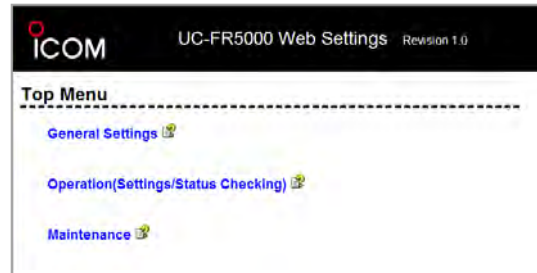 ICOM UC-FR5000 Web Settings Revision 1.0
Top Menu
General Settings
Operation(Settings/Status Checking)
Maintenance